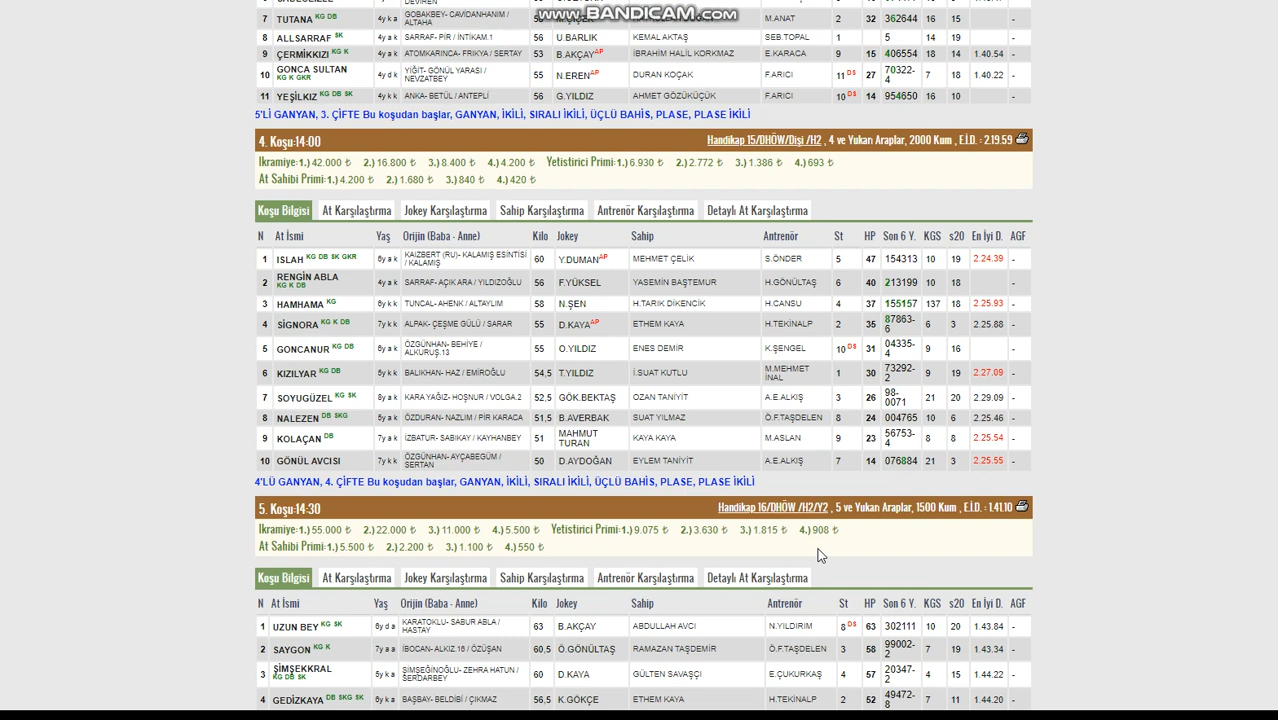 DEVİREN
www.BANDICAM.com
7 TUTANA KG DB 4y k a GOBAKBEY- CAVİDANHANIM / ALTAHA M.ANAT 2 32 362644 16 15 -
8 ALLSARRAF SK 4y a k SARRAF- PİR / İNTİKAM.1 56 U.BARLIK KEMAL AKTAŞ SEB.TOPAL 1 5 14 19 -
9 ÇERMİKKIZI KG K 4y a k ATOMKARINCA- FRIKYA / SERTAY 53 B.AKÇAY AP İBRAHİM HALİL KORKMAZ E.KARACA 9 15 406554 18 14 1.40.54 -
10 GONCA SULTAN KG K GKR 4y d k YİĞİT- GÖNÜL YARASI / NEVZATBEY 55 N.EREN AP DURAN KOÇAK F.ARICI 11 DS 27 70322-4 7 18 1.40.22 -
11 YEŞİLKIZ KG DB SK 4y k k ANKA- BETÜL / ANTEPLİ 56 G.YILDIZ AHMET GÖZÜKÜÇÜK F.ARICI 10 DS 14 954650 16 10 -
5'Lİ GANYAN, 3. ÇİFTE Bu koşudan başlar, GANYAN, İKİLİ, SIRALI İKİLİ, ÜÇLÜ BAHİS, PLASE, PLASE İKİLİ
4. Koşu:14:00 Handikap 15/DHÖW/Dişi /H2 , 4 ve Yukarı Araplar, 2000 Kum , E.İ.D. : 2.19.59
Ikramiye:1.) 42.000 ₺ 2.) 16.800 ₺ 3.) 8.400 ₺ 4.) 4.200 ₺ Yetistirici Primi:1.) 6.930 ₺ 2.) 2.772 ₺ 3.) 1.386 ₺ 4.) 693 ₺
At Sahibi Primi:1.) 4.200 ₺ 2.) 1.680 ₺ 3.) 840 ₺ 4.) 420 ₺
Koşu Bilgisi At Karşılaştırma Jokey Karşılaştırma Sahip Karşılaştırma Antrenör Karşılaştırma Detaylı At Karşılaştırma
N At İsmi Yaş Orijin (Baba - Anne) Kilo Jokey Sahip Antrenör St HP Son 6 Y. KGS s20 En İyi D. AGF
1 ISLAH KG DB SK GKR 6y a k KAIZBERT (RU)- KALAMIŞ ESİNTİSİ / KALAMIŞ 60 Y.DUMAN AP MEHMET ÇELİK S.ÖNDER 5 47 154313 10 19 2.24.39 -
2 RENGİN ABLA KG K DB 4y a k SARRAF- AÇIK ARA / YILDIZOĞLU 56 F.YÜKSEL YASEMİN BAŞTEMUR H.GÖNÜLTAŞ 6 40 213199 10 18 -
3 HAMHAMA KG 6y k k TUNCAL- AHENK / ALTAYLIM 58 N.ŞEN H.TARIK DİKENCİK H.CANSU 4 37 155157 137 18 2.25.93 -
4 SİGNORA KG K DB 7y k k ALPAK- ÇEŞME GÜLÜ / SARAR 55 D.KAYA AP ETHEM KAYA H.TEKİNALP 2 35 87863-6 6 3 2.25.88 -
5 GONCANUR KG DB 6y a k ÖZGÜNHAN- BEHİYE / ALKURUŞ.13 55 O.YILDIZ ENES DEMİR K.ŞENGEL 10 DS 31 04335-4 9 16 -
6 KIZILYAR KG DB 5y k k BALIKHAN- HAZ / EMİROĞLU 54,5 T.YILDIZ İ.SUAT KUTLU M.MEHMET İNAL 1 30 73292-2 9 19 2.27.09 -
7 SOYUGÜZEL KG SK 8y a k KARA YAĞIZ- HOŞNUR / VOLGA.2 52,5 GÖK.BEKTAŞ OZAN TANİYİT A.E.ALKIŞ 3 26 98-0071 21 20 2.29.09 -
8 NALEZEN DB SKG 5y a k ÖZDURAN- NAZLIM / PİR KARACA 51,5 B.AVERBAK SUAT YILMAZ Ö.F.TAŞDELEN 8 24 004765 10 6 2.25.46 -
9 KOLAÇAN DB 7y a k İZBATUR- SABIKAY / KAYHANBEY 51 MAHMUT TURAN KAYA KAYA M.ASLAN 9 23 56753-4 8 8 2.25.54 -
10 GÖNÜL AVCISI 7y k k ÖZGÜNHAN- AYÇABEGÜM / SERTAN 50 D.AYDOĞAN EYLEM TANİYİT A.E.ALKIŞ 7 14 076884 21 3 2.25.55 -
4'LÜ GANYAN, 4. ÇİFTE Bu koşudan başlar, GANYAN, İKİLİ, SIRALI İKİLİ, ÜÇLÜ BAHİS, PLASE, PLASE İKİLİ
5. Koşu:14:30 Handikap 16/DHÖW /H2/Y2 , 5 ve Yukarı Araplar, 1500 Kum , E.İ.D. : 1.41.10
Ikramiye:1.) 55.000 ₺ 2.) 22.000 ₺ 3.) 11.000 ₺ 4.) 5.500 ₺ Yetistirici Primi:1.) 9.075 ₺ 2.) 3.630 ₺ 3.) 1.815 ₺ 4.) 908 ₺
At Sahibi Primi:1.) 5.500 ₺ 2.) 2.200 ₺ 3.) 1.100 ₺ 4.) 550 ₺
Koşu Bilgisi At Karşılaştırma Jokey Karşılaştırma Sahip Karşılaştırma Antrenör Karşılaştırma Detaylı At Karşılaştırma
N At İsmi Yaş Orijin (Baba - Anne) Kilo Jokey Sahip Antrenör St HP Son 6 Y. KGS s20 En İyi D. AGF
1 UZUN BEY KG SK 6y d a KARATOKLU- SABUR ABLA / HASTAY 63 B.AKÇAY ABDULLAH AVCI N.YILDIRIM 8 DS 63 302111 10 20 1.43.84 -
2 SAYGON KG K 7y a a İBOCAN- ALKIZ.16 / ÖZÜŞAN 60,5 Ö.GÖNÜLTAŞ RAMAZAN TAŞDEMİR Ö.F.TAŞDELEN 3 58 99002-2 7 19 1.43.34 -
3 ŞİMŞEKKRAL KG DB SK 5y k a ŞİMŞEĞİNOĞLU- ZEHRA HATUN / SERDARBEY 60 D.KAYA GÜLTEN SAVAŞÇI E.ÇUKURKAŞ 4 57 20347-2 4 15 1.44.22 -
4 GEDİZKAYA DB SKG SK 6y k a BAŞBAY- BELDİBİ / ÇIKMAZ 56,5 K.GÖKÇE ETHEM KAYA H.TEKİNALP 2 52 49472-8 7 11 1.44.20 -